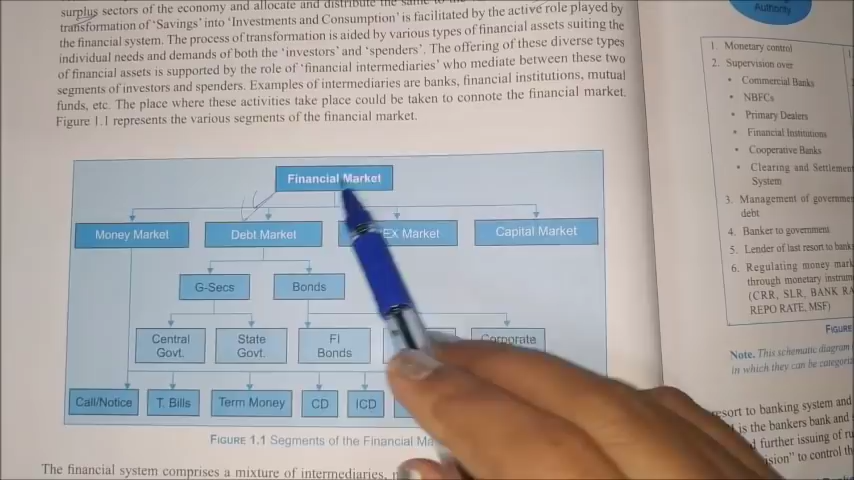 surplus sectors of the economy and allocate and distribute the same to
transformation of 'Savings' into 'Investments and Consumption' is facilitated by the active role played by
the financial system. The process of transformation is aided by various types of financial assets suiting the
individual needs and demands of both the 'investors' and 'spenders'. The offering of these diverse types
of financial assets is supported by the role of 'financial intermediaries' who mediate between these two
segments of investors and spenders. Examples of intermediaries are banks, financial institutions, mutual
funds, etc. The place where these activities take place could be taken to connote the financial market.
Figure 1.1 represents the various segments of the financial market.
Financial Market
Money Market
Debt Market
EX Market
Capital Market
G-Secs
Bonds
Central
Govt.
State
Govt.
FI
Bonds
Corporate
Call/Notice
T. Bills
Term Money
CD
ICD
FIGURE 1.1 Segments of the Financial
The financial system comprises a mixture of intermediaries,
Authority
1. Monetary control
2. Supervision over
• Commercial Banks
• NBFCs
• Primary Dealers
• Financial Institutions
• Cooperative Banks
• Clearing and Settlement
System
3. Management of
debt
4. Banker to government
5. Lender of last resort to
6. Regulating money
through monetary
(CRR, SLR, BANK
REPO RATE, MSF)
FIGURE
Note. This schematic diagram
in which they can be
resort to banking system and
is the bankers bank and
further issuing of
to control